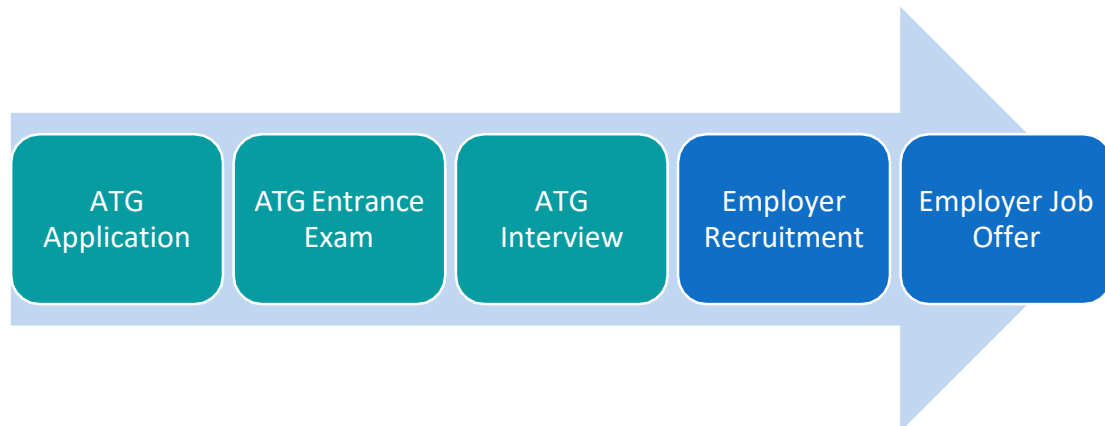 ATG
Application
ATG Entrance
Exam
ATG
Interview
Employer
Recruitment
Employer Job
Offer